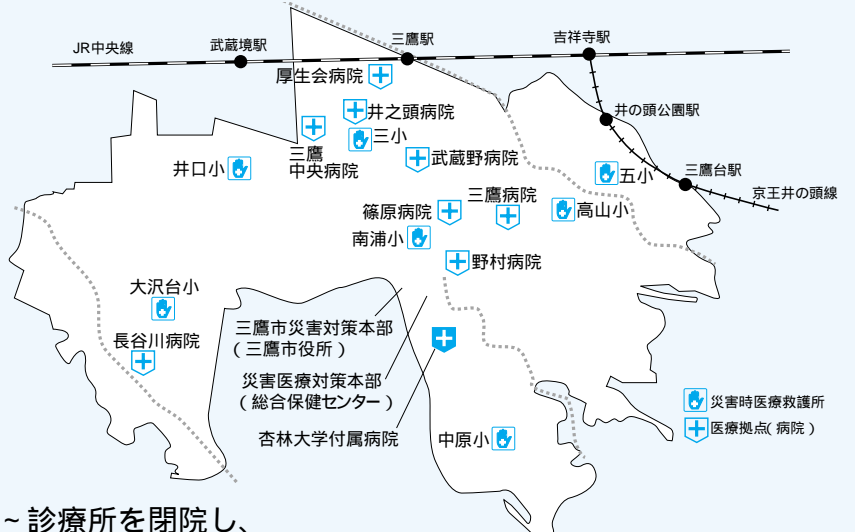 JR中央線
武蔵境駅
三鷹駅
吉祥寺駅
厚生会病院
井の頭公園駅
井之頭病院
三鷹
中央病院
三小
武蔵野病院
井口小
五小
三鷹台駅
京王井の頭線
三鷹病院
篠原病院
高山小
南浦小
野村病院
大沢台小
長谷川病院
三鷹市災害対策本部
(三鷹市役所)
災害医療対策本部
(総合保健センター)
杏林大学付属病院
中原小
災害時医療救護所
医療拠点(病院)
~診療所を閉院し、